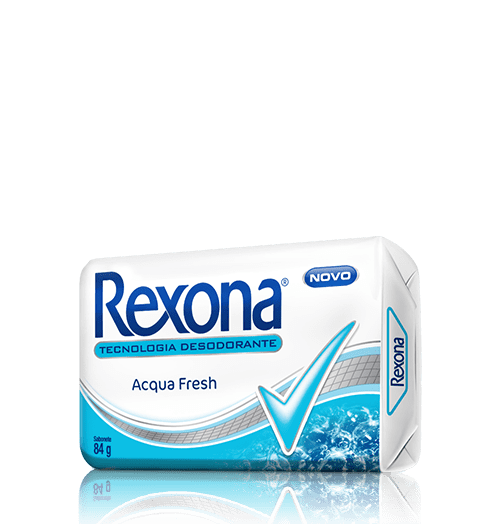 NOVO
Rexona®
TECNOLOGIA DESODORANTE
Acqua Fresh
Sabonete
84 g
Rexona